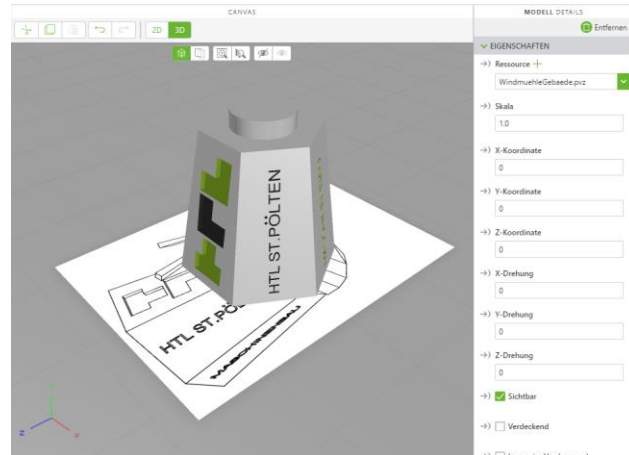 CANVAS
MODELL DETAILS
2D
3D
Entfernen
EIGENSCHAFTEN
Ressource
WindmuehleGebaede.pvz
Skala
1.0
X-Koordinate
0
Y-Koordinate
0
Z-Koordinate
0
X-Drehung
0
Y-Drehung
0
Z-Drehung
0
Sichtbar
Verdeckend
HTL ST.PÖLTEN
HTL ST.PÖLTEN
MASCHINENBAU
z